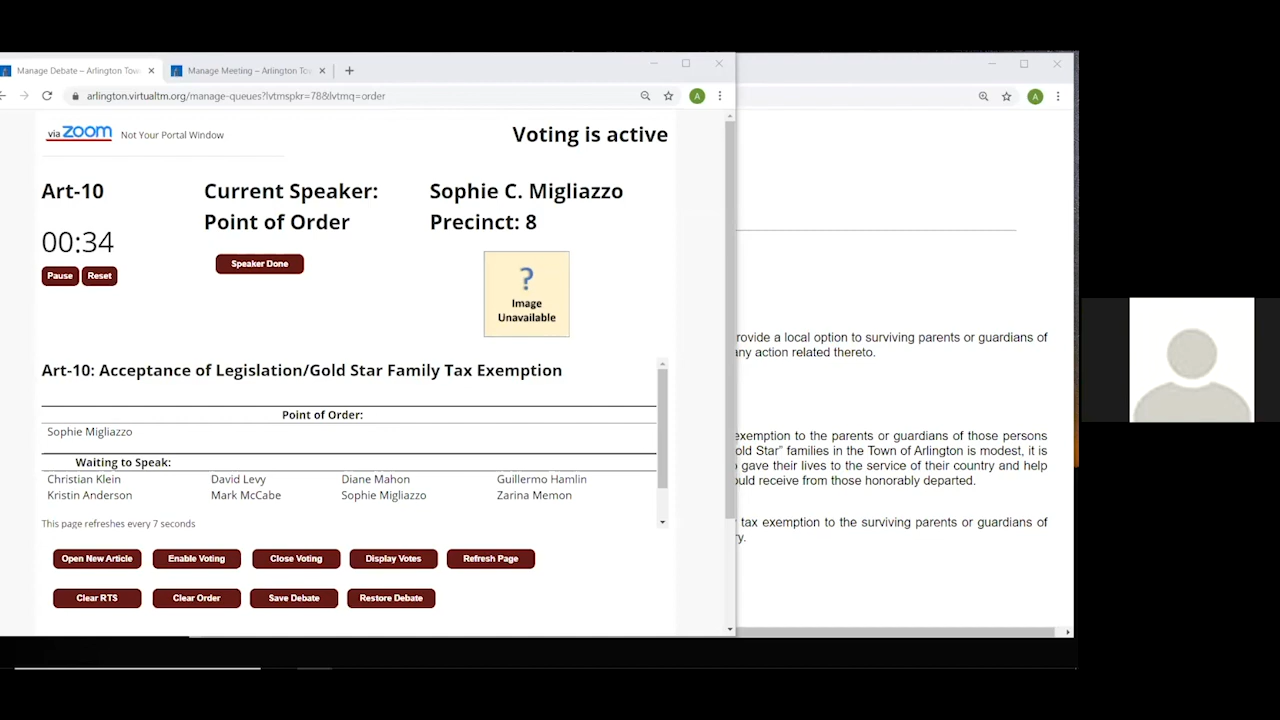 Manage Debate – Arlington Tow
Manage Meeting – Arlington To
arlington.virtualtm.org/manage-queues?lvtmspkr=78&lvtmq=order
A
A
via zoom Not Your Portal Window
Voting is active
Art-10
Current Speaker:
Sophie C. Migliazzo
Point of Order
Precinct: 8
00:34
Pause Reset
Speaker Done
?
Image
Unavailable
Art-10: Acceptance of Legislation/Gold Star Family Tax Exemption
Point of Order:
Sophie Migliazzo
Waiting to Speak:
Christian Klein David Levy Diane Mahon Guillermo Hamlin
Kristin Anderson Mark McCabe Sophie Migliazzo Zarina Memon
This page refreshes every 7 seconds
Open New Article Enable Voting Close Voting Display Votes Refresh Page
Clear RTS Clear Order Save Debate Restore Debate
rovide a local option to surviving parents or guardians of
any action related thereto.
exemption to the parents or guardians of those persons
old Star” families in the Town of Arlington is modest, it is
gave their lives to the service of their country and help
ould receive from those honorably departed.
tax exemption to the surviving parents or guardians of
ry.